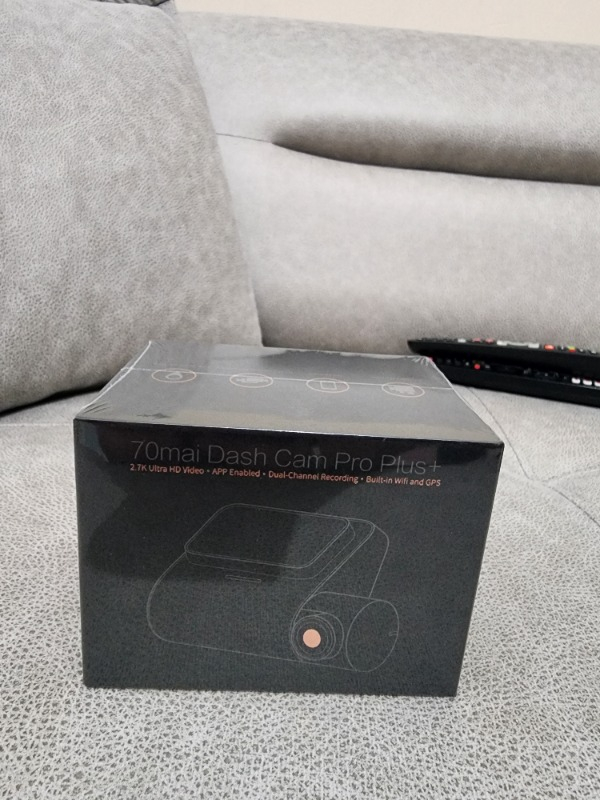 70mai Dash Cam Pro Plus+
2.7K Ultra HD Video • APP Enabled • Dual-Channel Recording • Built-in Wifi and GPS